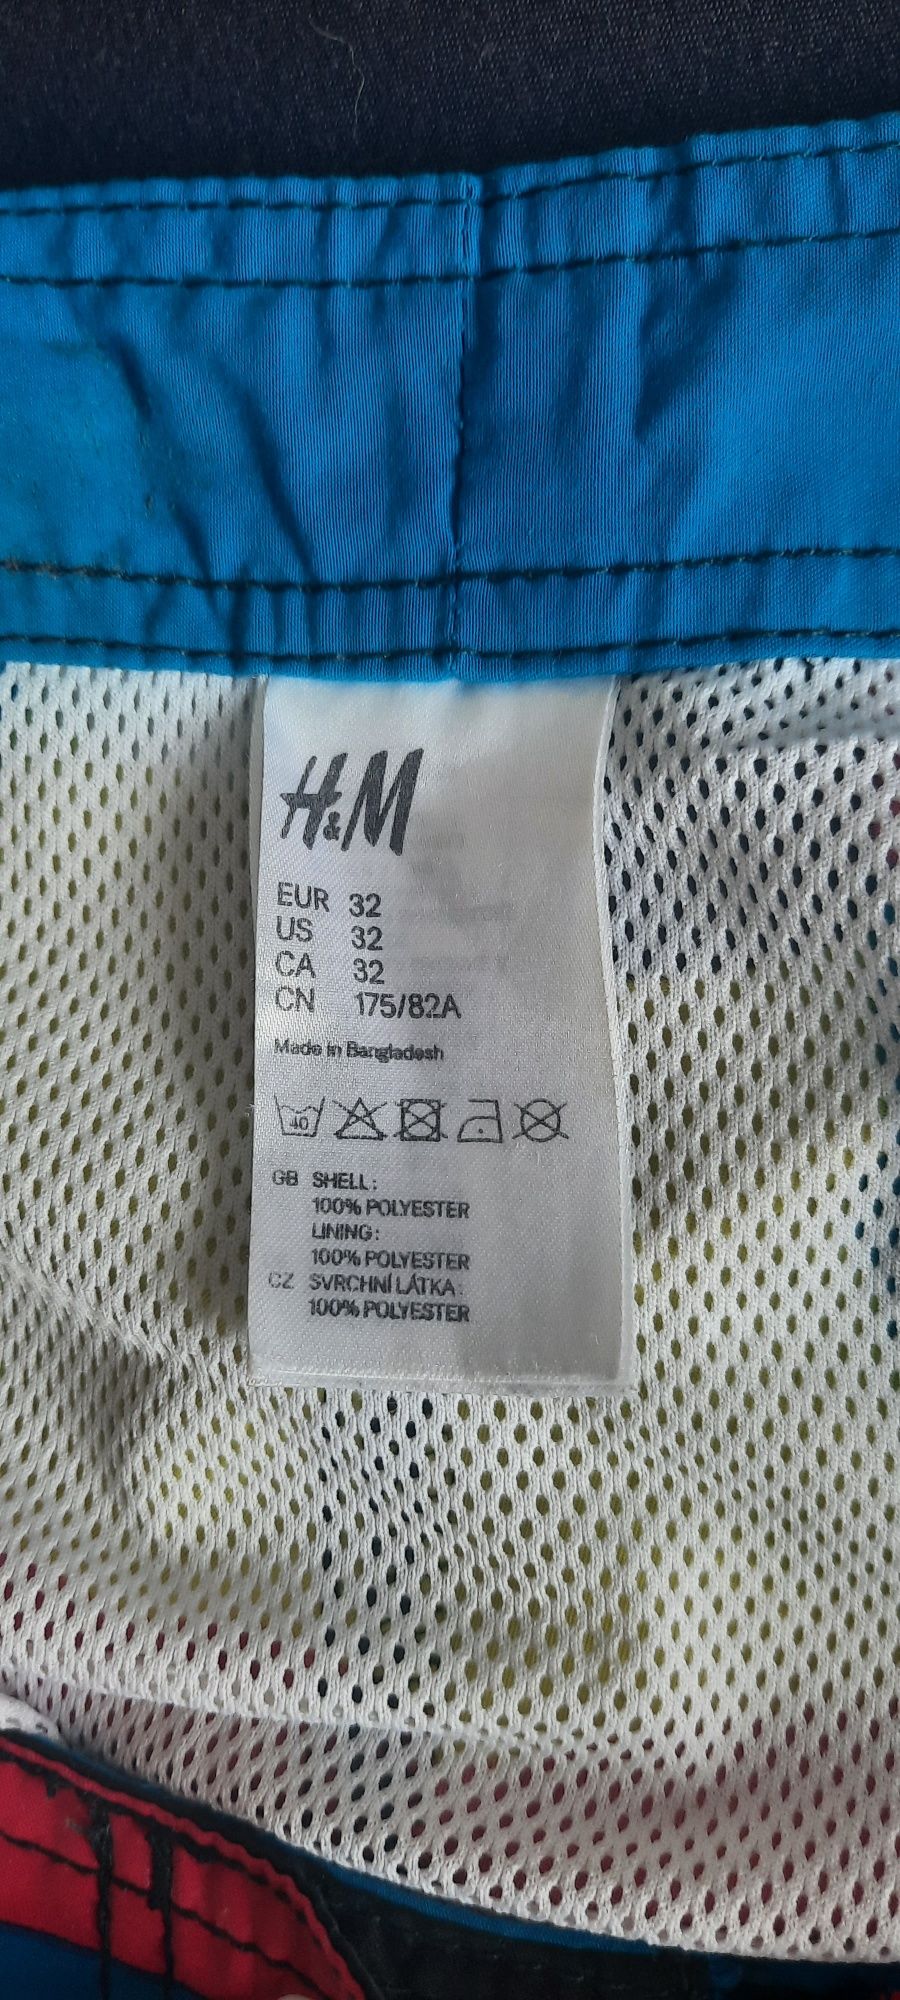 H&M
EUR 32
US 32
CA 32
CN 175/82A
Made in Bangladesh
40
GB SHELL:
100% POLYESTER
LINING:
100% POLYESTER
CZ SVRCHNÍ LÁTKA:
100% POLYESTER